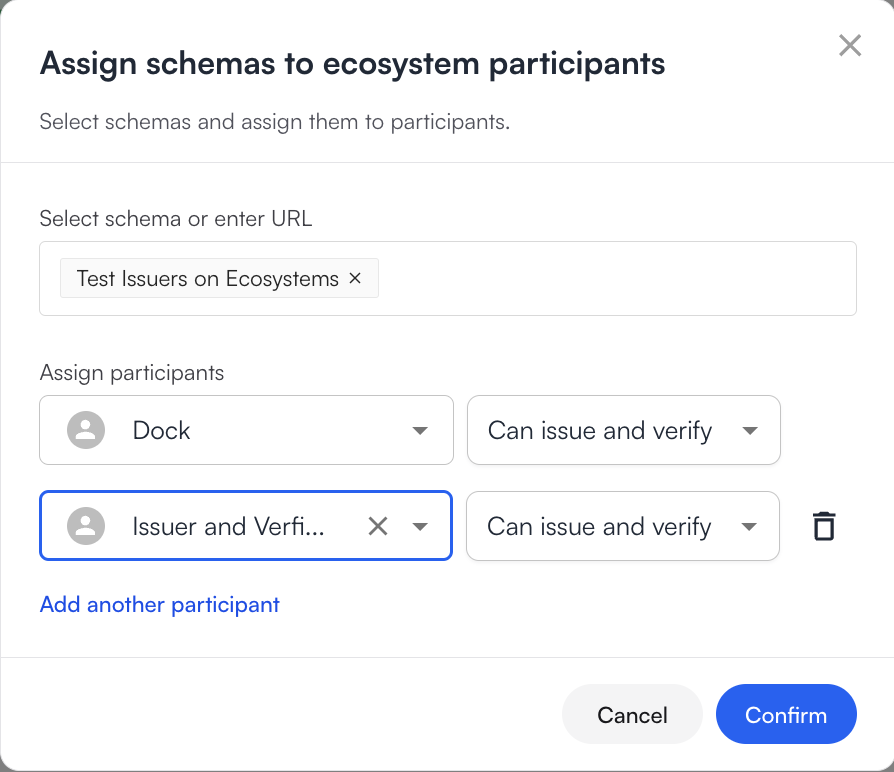 Assign schemas to ecosystem participants
Select schemas and assign them to participants.
Select schema or enter URL
Test Issuers on Ecosystems ×
Assign participants
Dock
Can issue and verify
Issuer and Verfi...
Can issue and verify
Add another participant
Cancel
Confirm